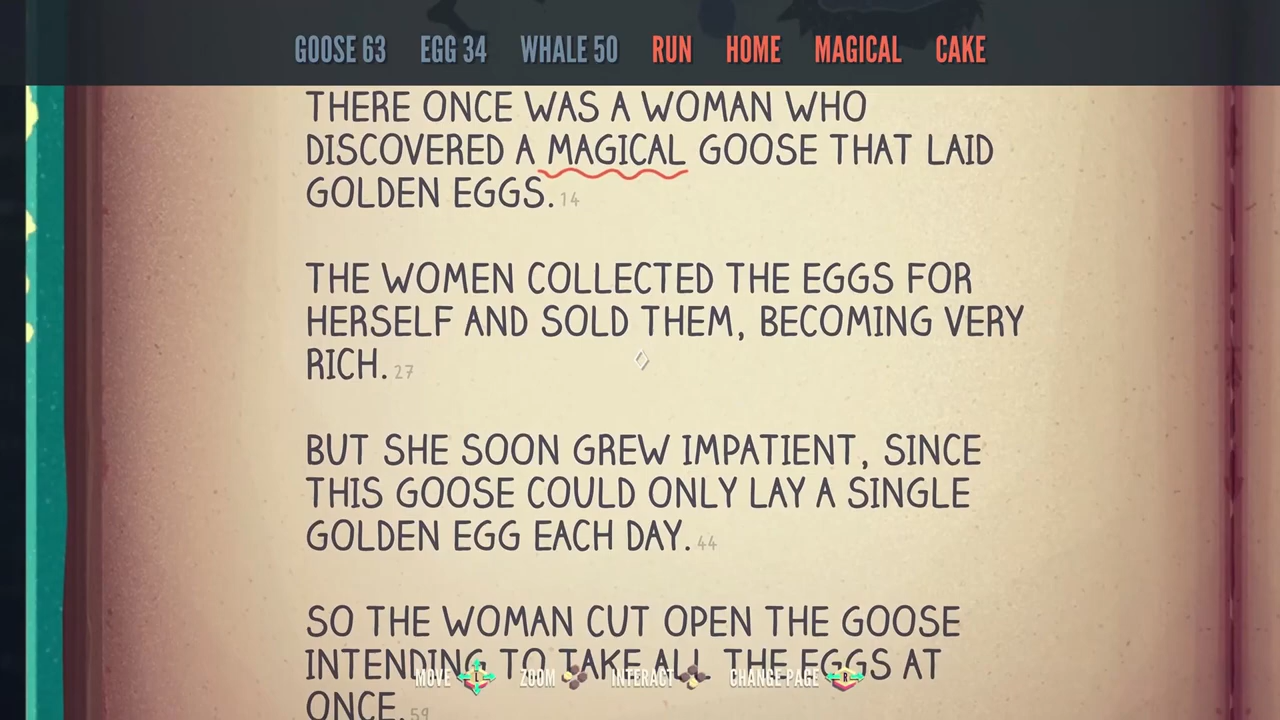 GOOSE 63 EGG 34 WHALE 50 RUN HOME MAGICAL CAKE
THERE ONCE WAS A WOMAN WHO
DISCOVERED A MAGICAL GOOSE THAT LAID
GOLDEN EGGS. 14
THE WOMEN COLLECTED THE EGGS FOR
HERSELF AND SOLD THEM, BECOMING VERY
RICH. 27
BUT SHE SOON GREW IMPATIENT, SINCE
THIS GOOSE COULD ONLY LAY A SINGLE
GOLDEN EGG EACH DAY. 44
SO THE WOMAN CUT OPEN THE GOOSE
INTENDING TO TAKE ALL THE EGGS AT
MOVE L ZOOM INTERACT CHANGE PAGE R
ONCE. 59